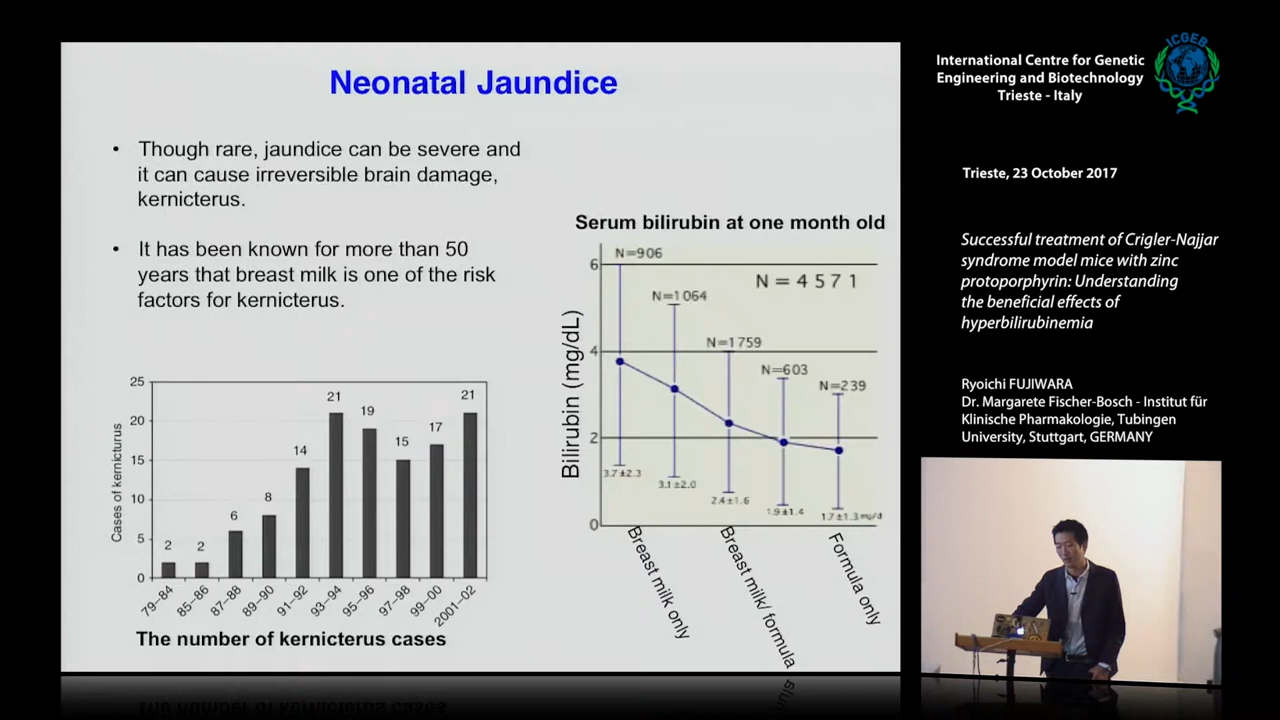 Neonatal Jaundice
• Though rare, jaundice can be severe and
it can cause irreversible brain damage,
kernicterus.
• It has been known for more than 50
years that breast milk is one of the risk
factors for kernicterus.
25
20
15
10
5
0
Cases of kernicturus
2
2
6
8
14
21
19
15
17
21
79–84
85–86
87–88
89–90
91–92
93–94
95–96
97–98
99–00
2001–02
The number of kernicterus cases
Serum bilirubin at one month old
Bilirubin (mg/dL)
6
4
2
0
N=906
N=1064
N=1759
N=603
N=239
N=4571
3.7±2.3
3.1±2.0
2.4±1.6
1.9±1.4
1.7±1.3mg/d
Breast milk only
Breast milk/ formula
Formula only
ICGEB
International Centre for Genetic
Engineering and Biotechnology
Trieste - Italy
Trieste, 23 October 2017
Successful treatment of Crigler-Najjar
syndrome model mice with zinc
protoporphyrin: Understanding
the beneficial effects of
hyperbilirubinemia
Ryoichi FUJIWARA
Dr. Margarete Fischer-Bosch - Institut für
Klinische Pharmakologie, Tubingen
University, Stuttgart, GERMANY